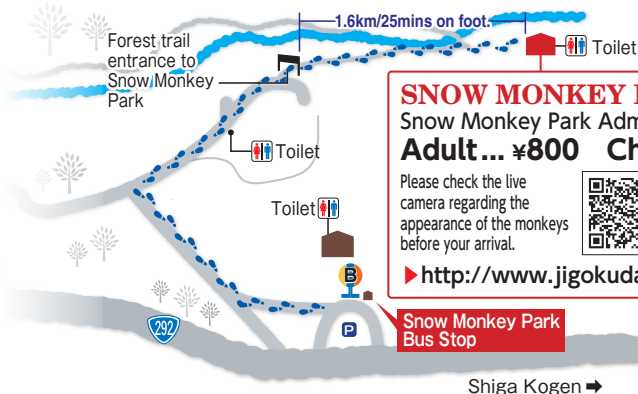 1.6km/25mins on foot.
Forest trail
entrance to
Snow Monkey
Park
Toilet
SNOW MONKEY
Snow Monkey Park Adm
Adult... ¥800 Ch
Please check the live
camera regarding the
appearance of the monkeys
before your arrival.
http://www.jigokuda
Toilet
Toilet
B
292
P
Snow Monkey Park
Bus Stop
Shiga Kogen ➡